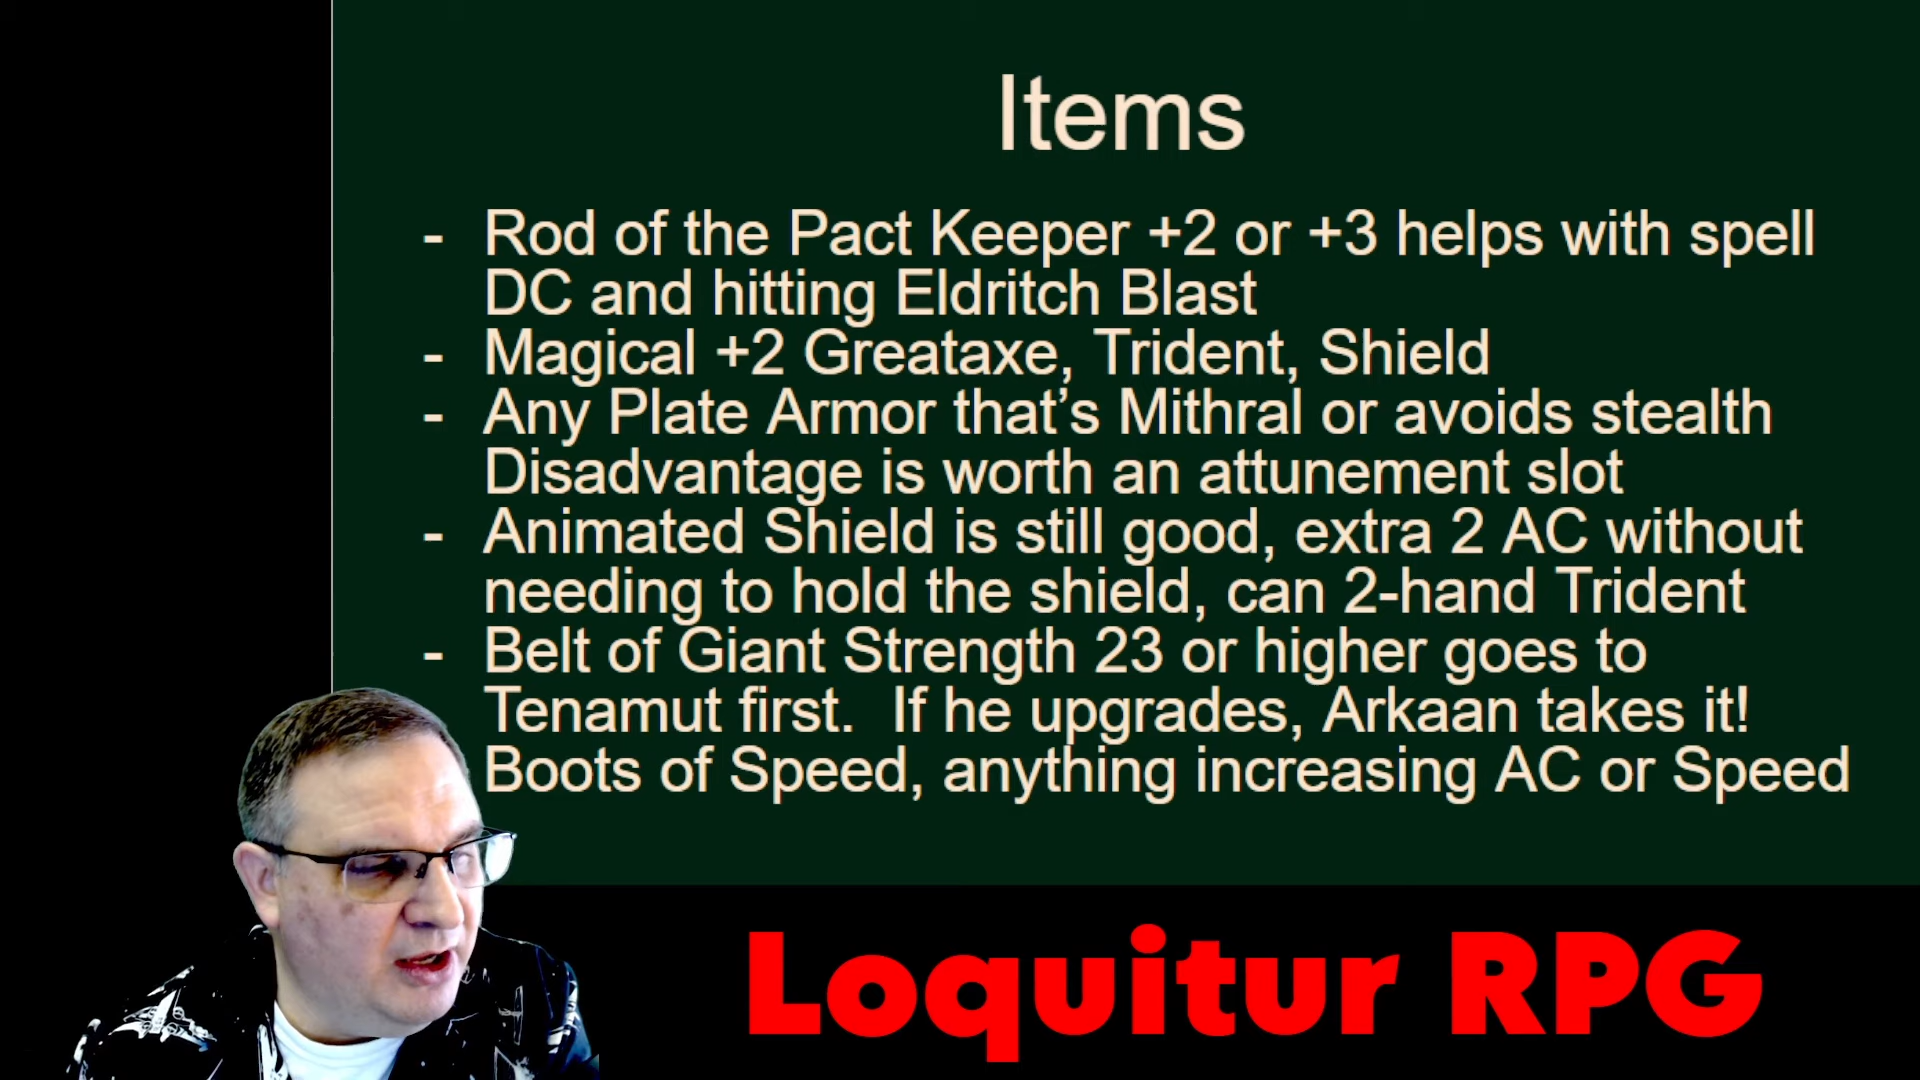 Items
- Rod of the Pact Keeper +2 or +3 helps with spell
DC and hitting Eldritch Blast
- Magical +2 Greataxe, Trident, Shield
- Any Plate Armor that’s Mithral or avoids stealth
Disadvantage is worth an attunement slot
- Animated Shield is still good, extra 2 AC without
needing to hold the shield, can 2-hand Trident
- Belt of Giant Strength 23 or higher goes to
Tenamut first.  If he upgrades, Arkaan takes it!
Boots of Speed, anything increasing AC or Speed
Loquitur RPG